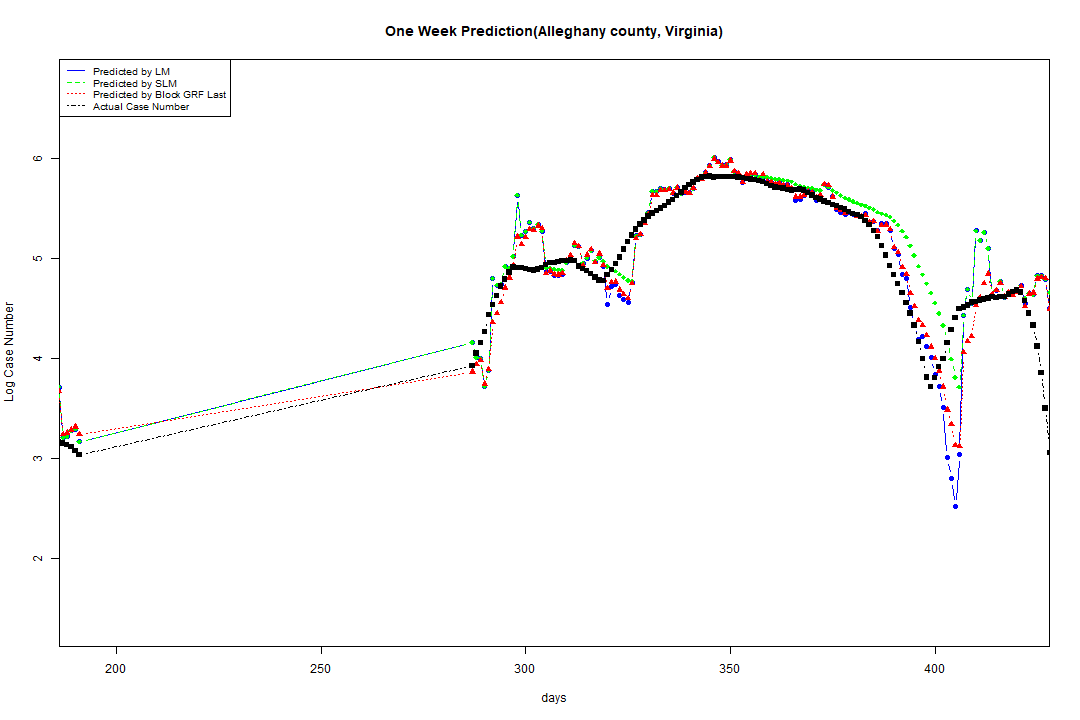 One Week Prediction(Alleghany county, Virginia)
Predicted by LM
Predicted by SLM
Predicted by Block GRF Last
Actual Case Number
Log Case Number
6
5
4
3
2
200
250
300
350
400
days